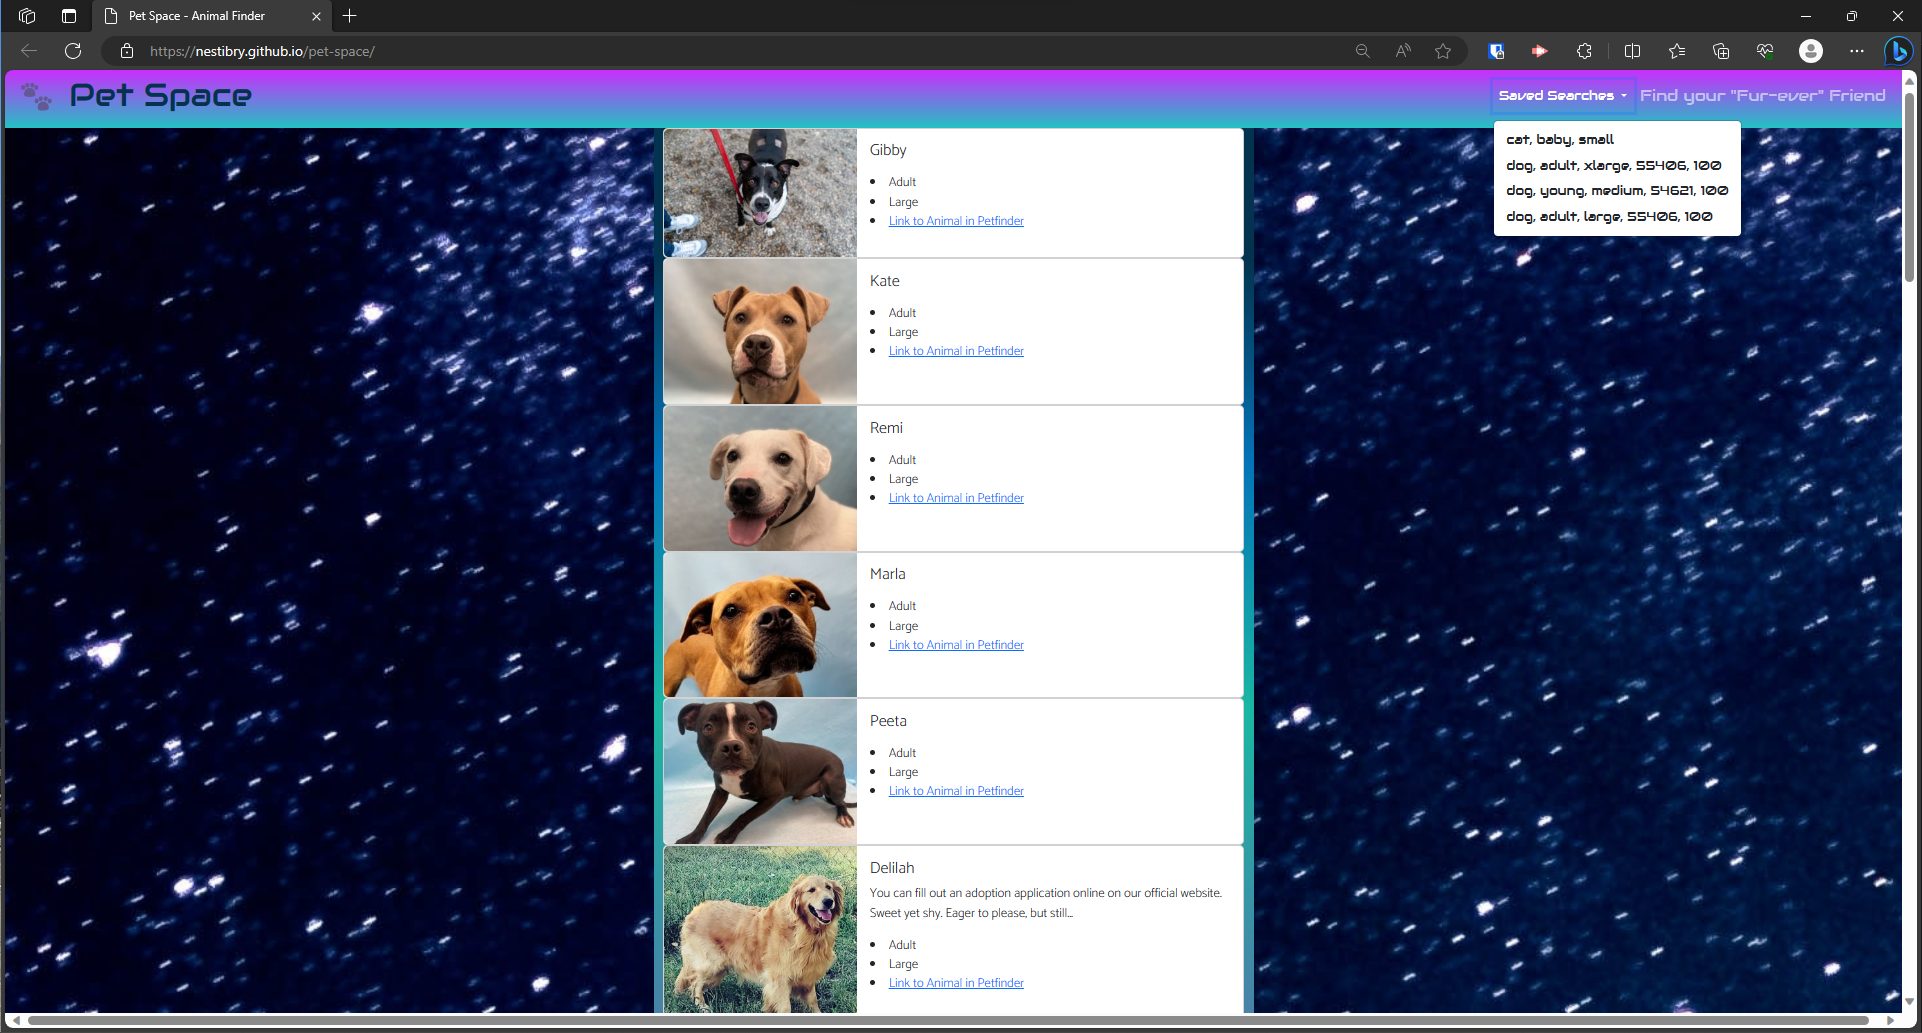 Pet Space - Animal Finder
https://nestibry.github.io/pet-space/
Pet Space
Saved Searches
Find your "Fur-ever" Friend
cat, baby, small
dog, adult, xlarge, 55406, 100
dog, young, medium, 54621, 100
dog, adult, large, 55406, 100
Gibby
Adult
Large
Link to Animal in Petfinder
Kate
Adult
Large
Link to Animal in Petfinder
Remi
Adult
Large
Link to Animal in Petfinder
Marla
Adult
Large
Link to Animal in Petfinder
Peeta
Adult
Large
Link to Animal in Petfinder
Delilah
You can fill out an adoption application online on our official website.
Sweet yet shy. Eager to please, but still...
Adult
Large
Link to Animal in Petfinder